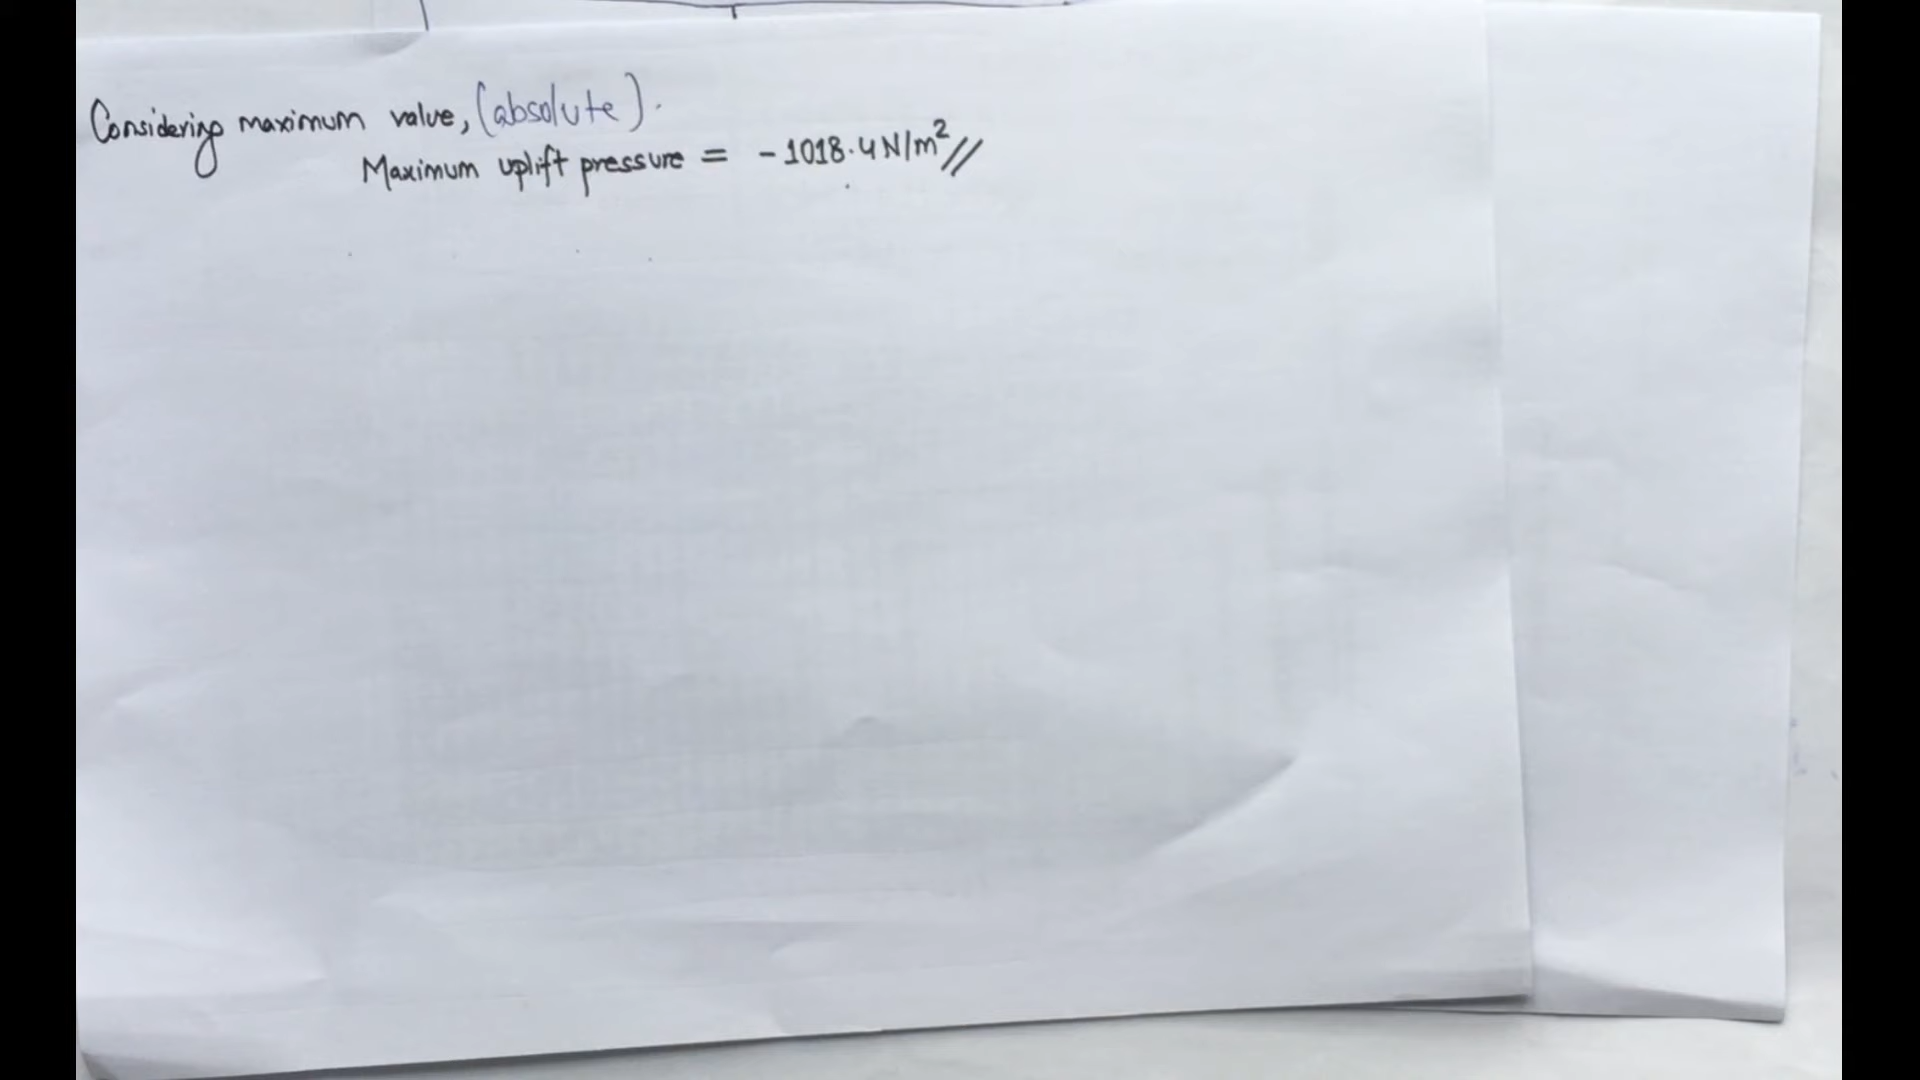 Considering maximum value, (absolute).
Maximum uplift pressure = -1018.4 N/m²//